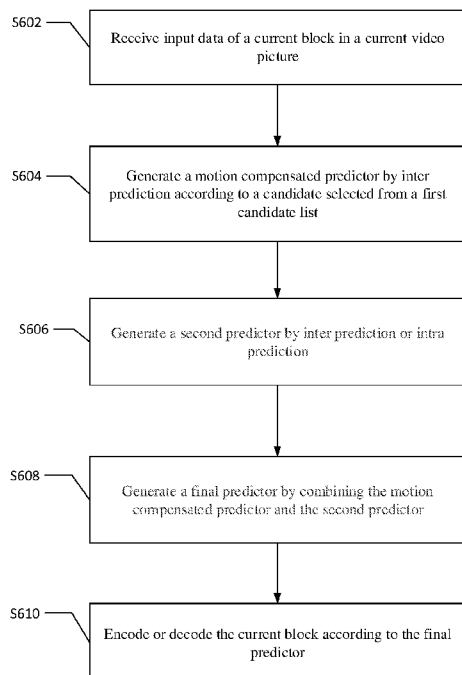 S602
Receive input data of a current block in a current video
picture
S604
Generate a motion compensated predictor by inter
prediction according to a candidate selected from a first
candidate list
S606
Generate a second predictor by inter prediction or intra
prediction
S608
Generate a final predictor by combining the motion
compensated predictor and the second predictor
S610
Encode or decode the current block according to the final
predictor